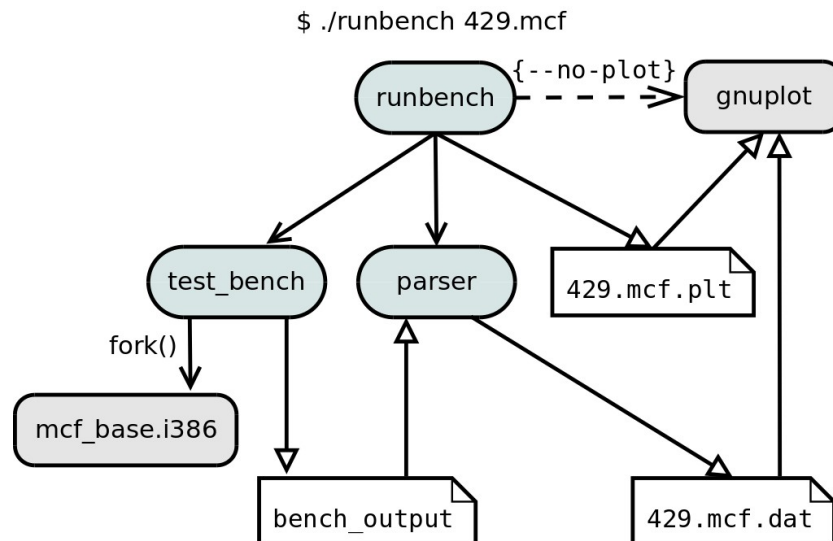 $ ./runbench 429.mcf
{--no-plot}
runbench
gnuplot
test_bench
parser
429.mcf.plt
fork()
mcf_base.i386
bench_output
429.mcf.dat